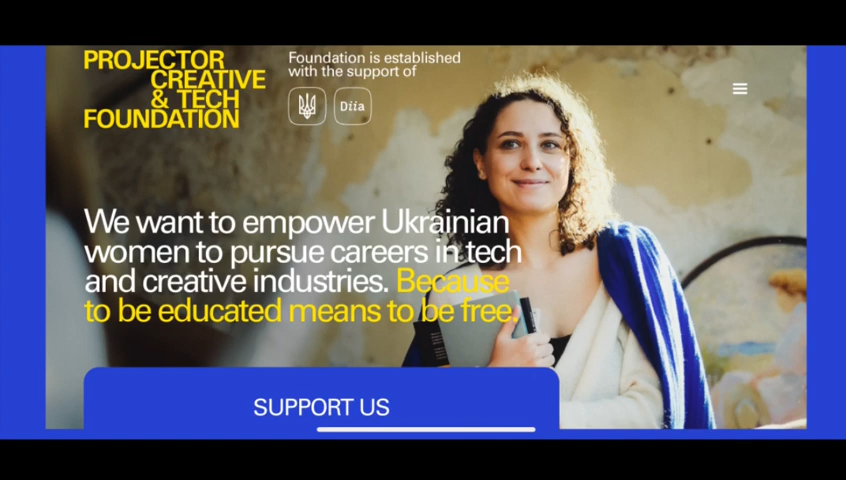 PROJECTOR
CREATIVE
& TECH
FOUNDATION
Foundation is established
with the support of
Diia
We want to empower Ukrainian
women to pursue careers in tech
and creative industries. Because
to be educated means to be free.
SUPPORT US